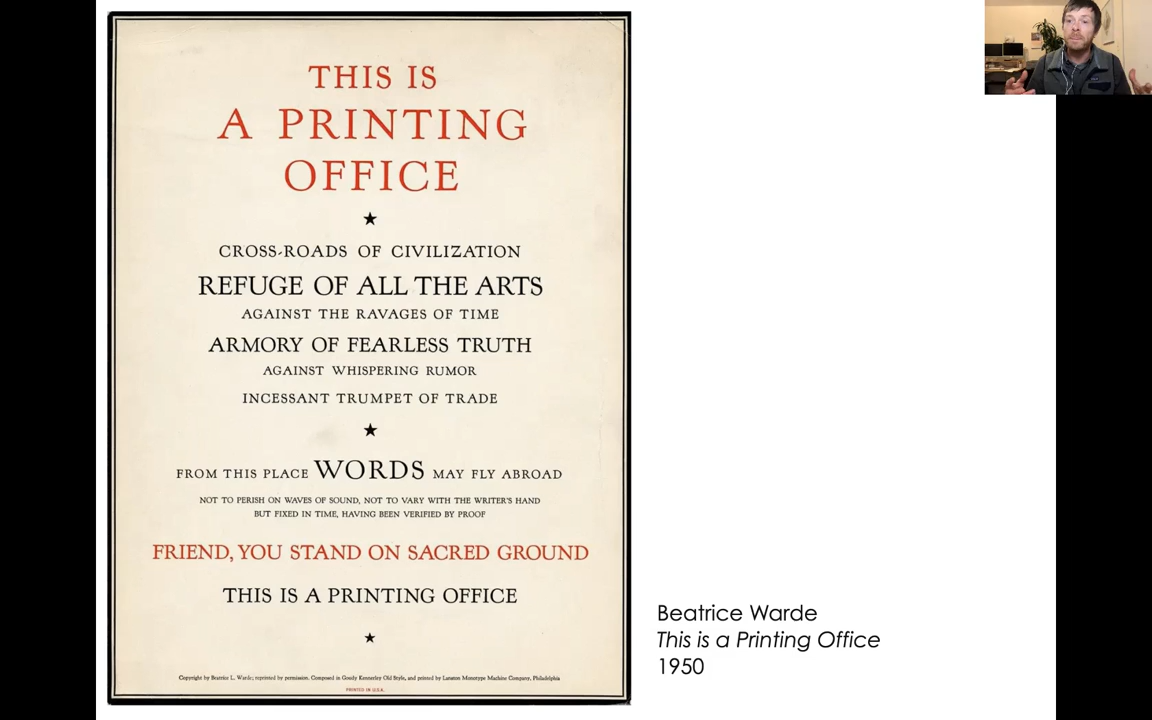 THIS IS
A PRINTING
OFFICE
CROSS-ROADS OF CIVILIZATION
REFUGE OF ALL THE ARTS
AGAINST THE RAVAGES OF TIME
ARMORY OF FEARLESS TRUTH
AGAINST WHISPERING RUMOR
INCESSANT TRUMPET OF TRADE
FROM THIS PLACE WORDS MAY FLY ABROAD
NOT TO PERISH ON WAVES OF SOUND, NOT TO VARY WITH THE WRITER'S HAND
BUT FIXED IN TIME, HAVING BEEN VERIFIED BY PROOF
FRIEND, YOU STAND ON SACRED GROUND
THIS IS A PRINTING OFFICE
Copyright by Beatrice L. Warde; reprinted by permission. Composed in Goudy Kennerley Old Style, and printed by Lanston Monotype Machine Company, Philadelphia
PRINTED IN U.S.A.
Beatrice Warde
This is a Printing Office
1950